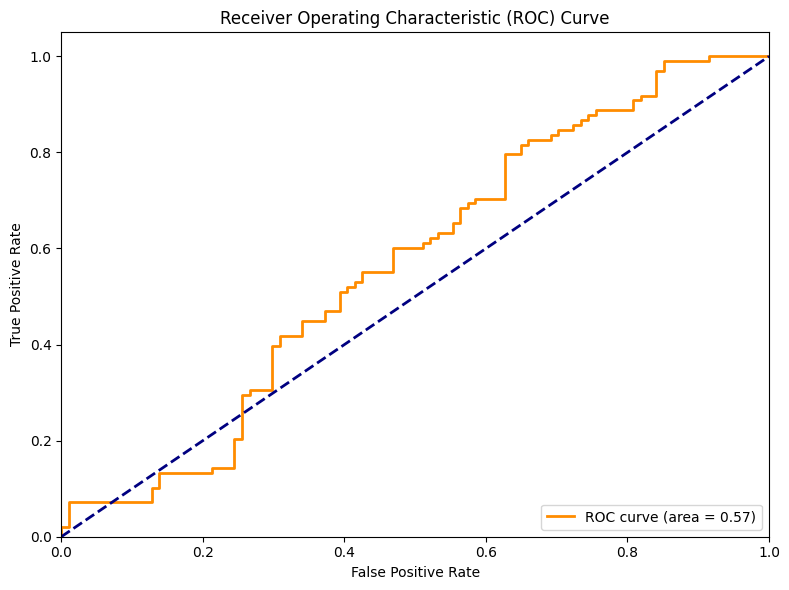 Receiver Operating Characteristic (ROC) Curve
True Positive Rate
1.0
0.8
0.6
0.4
0.2
0.0
ROC curve (area = 0.57)
0.0 0.2 0.4 0.6 0.8 1.0
False Positive Rate